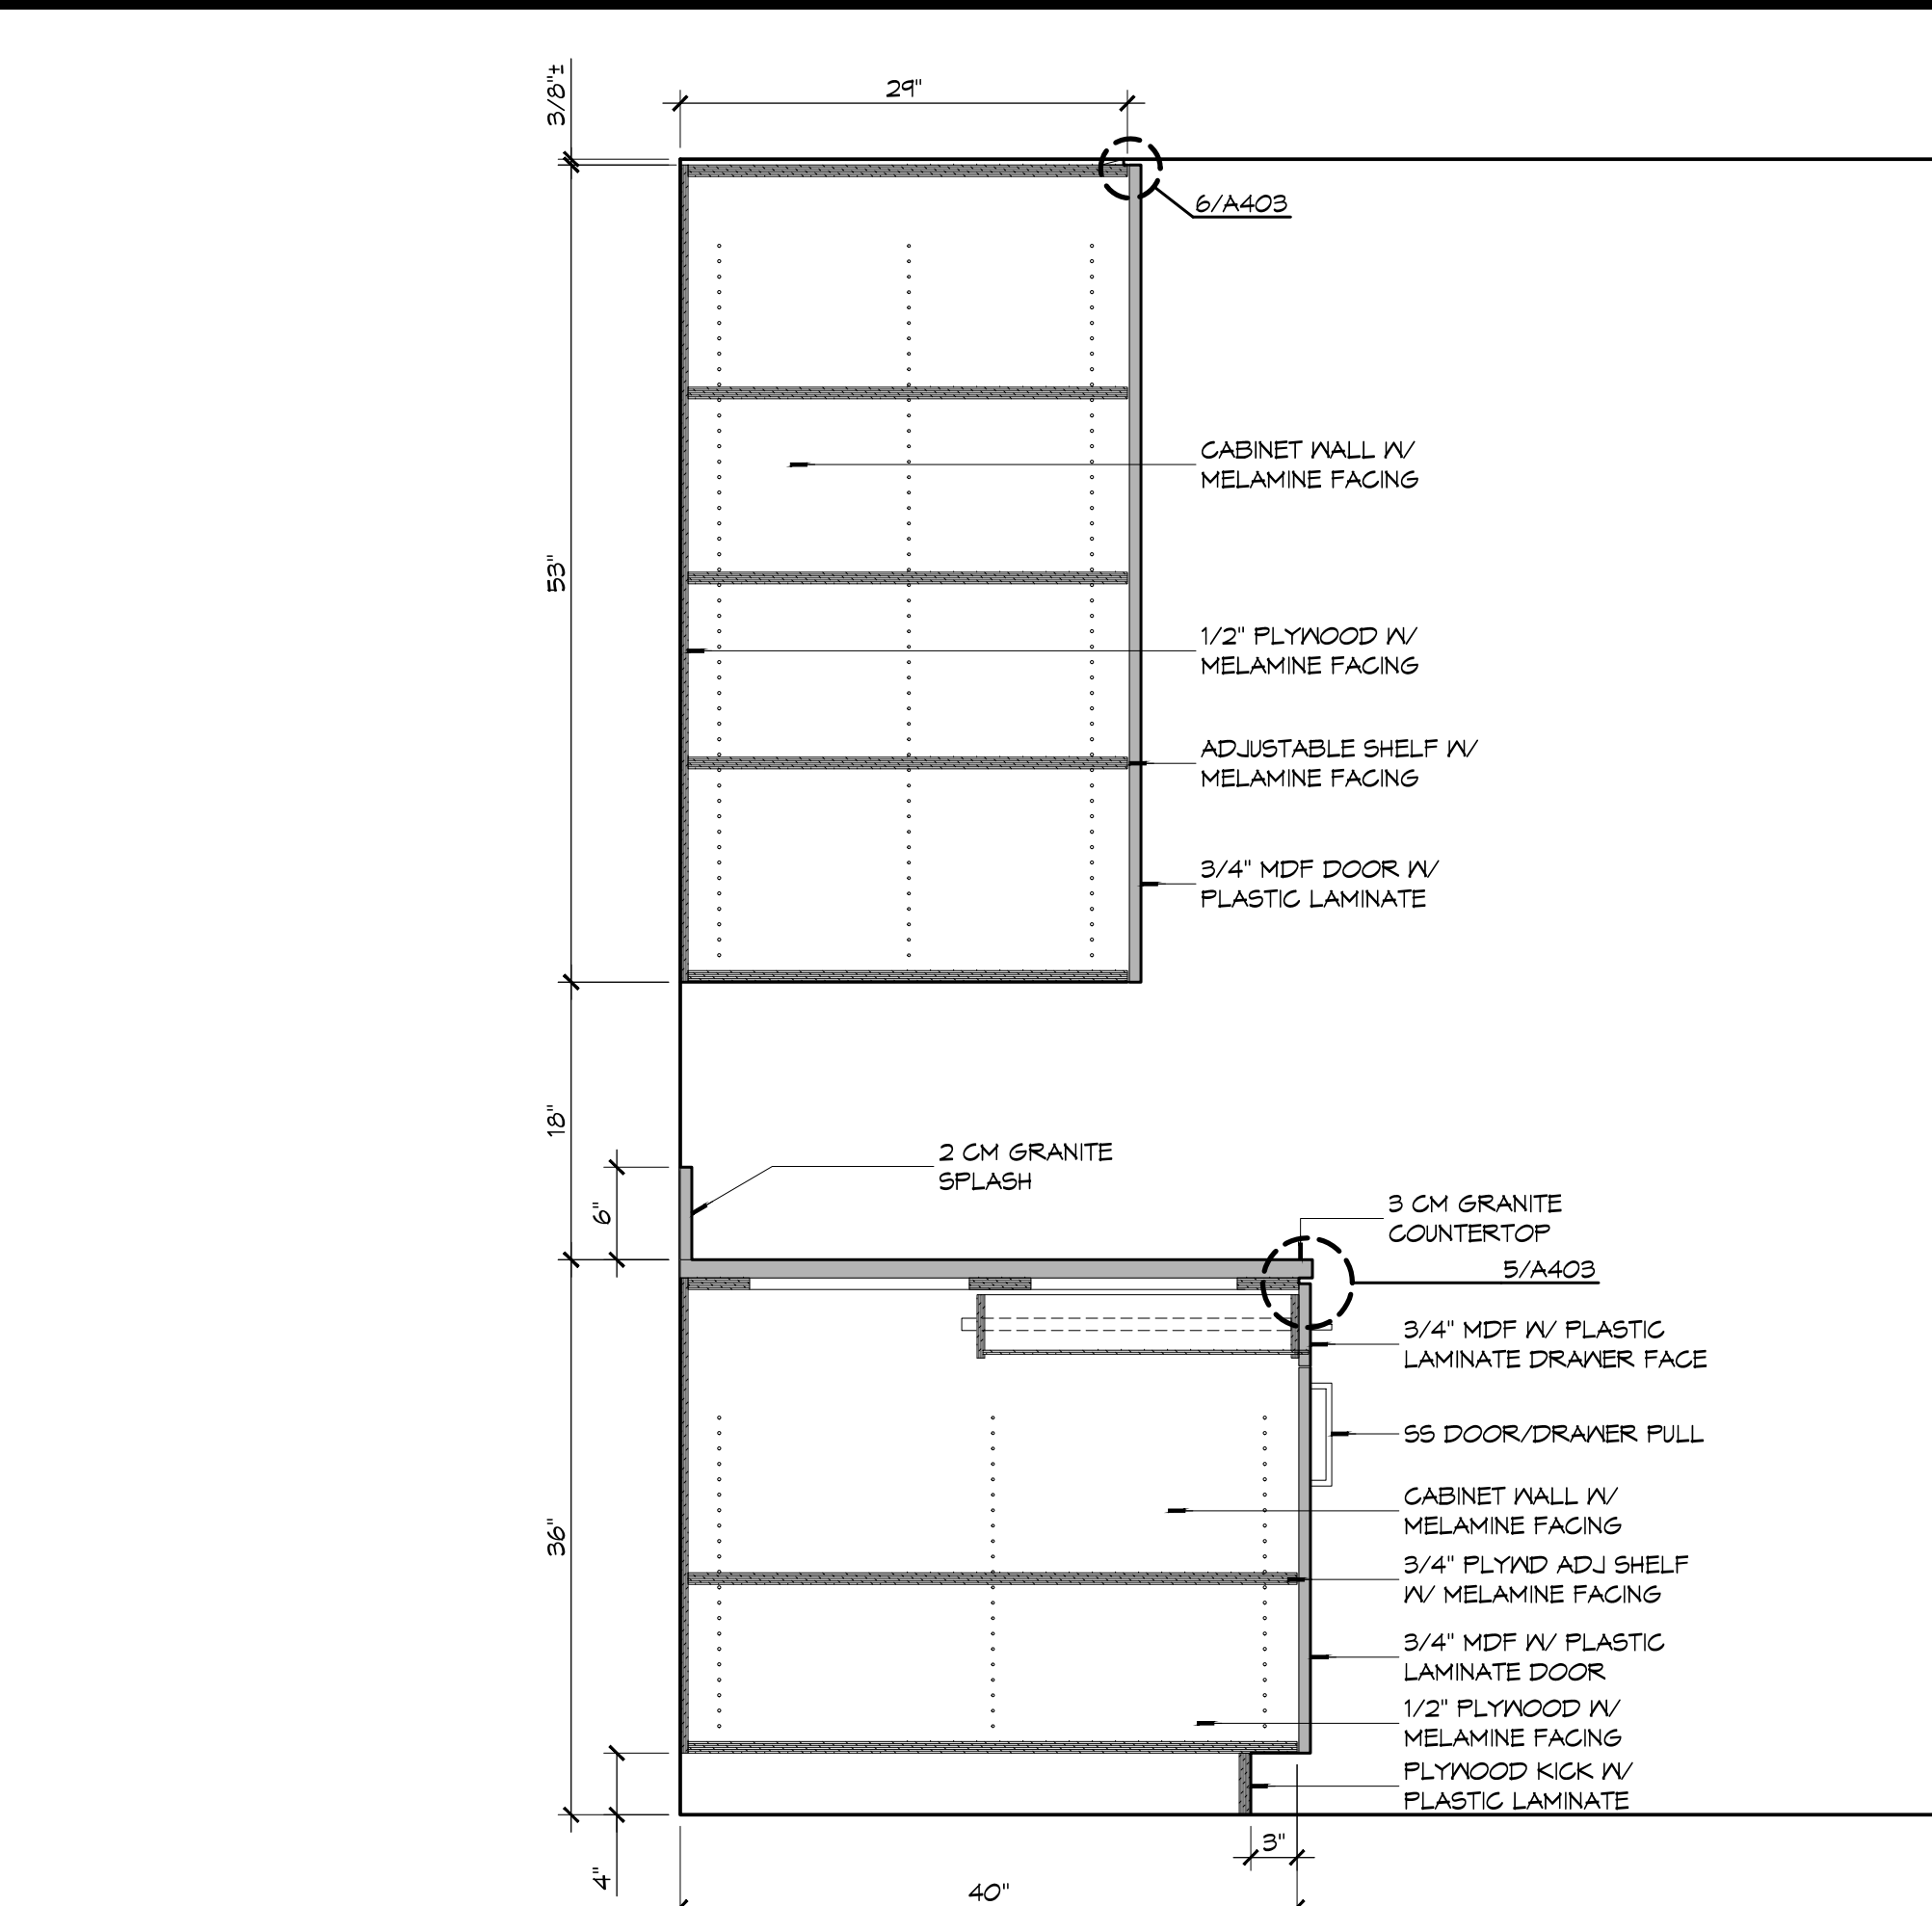 3/8"±
29"
6/A403
CABINET WALL W/
MELAMINE FACING
53"
1/2" PLYWOOD W/
MELAMINE FACING
ADJUSTABLE SHELF W/
MELAMINE FACING
3/4" MDF DOOR W/
PLASTIC LAMINATE
18"
2 CM GRANITE
SPLASH
6"
3 CM GRANITE
COUNTERTOP
5/A403
3/4" MDF W/ PLASTIC
LAMINATE DRAWER FACE
SS DOOR/DRAWER PULL
36"
CABINET WALL W/
MELAMINE FACING
3/4" PLYWD ADJ SHELF
W/ MELAMINE FACING
3/4" MDF W/ PLASTIC
LAMINATE DOOR
1/2" PLYWOOD W/
MELAMINE FACING
PLYWOOD KICK W/
PLASTIC LAMINATE
3"
4"
40"